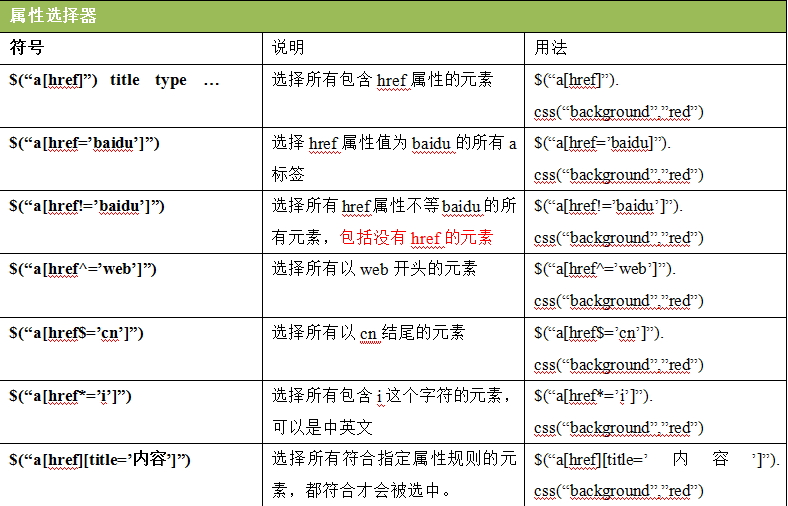 属性选择器
符号 说明 用法
$(“a[href]”) title type … 选择所有包含 href 属性的元素 $(“a[href]”).
css(“background”,”red”)
$(“a[href=’baidu’]”) 选择 href 属性值为 baidu 的所有 a $(“a[href=’baidu]”).
标签 css(“background”,”red”)
$(“a[href!=’baidu’]”) 选择所有 href 属性不等 baidu 的所 $(“a[href!=’baidu’]”).
有元素，包括没有 href 的元素 css(“background”,”red”)
$(“a[href^=’web’]”) 选择所有以 web 开头的元素 $(“a[href^=’web’]”).
css(“background”,”red”)
$(“a[href$=’cn’]”) 选择所有以 cn 结尾的元素 $(“a[href$=’cn’]”).
css(“background”,”red”)
$(“a[href*=’i’]”) 选择所有包含 i 这个字符的元素， $(“a[href*=’i’]”).
可以是中英文 css(“background”,”red”)
$(“a[href][title=’内容’]”) 选择所有符合指定属性规则的元 $(“a[href][title=’ 内 容 ’]”).
素，都符合才会被选中。 css(“background”,”red”)